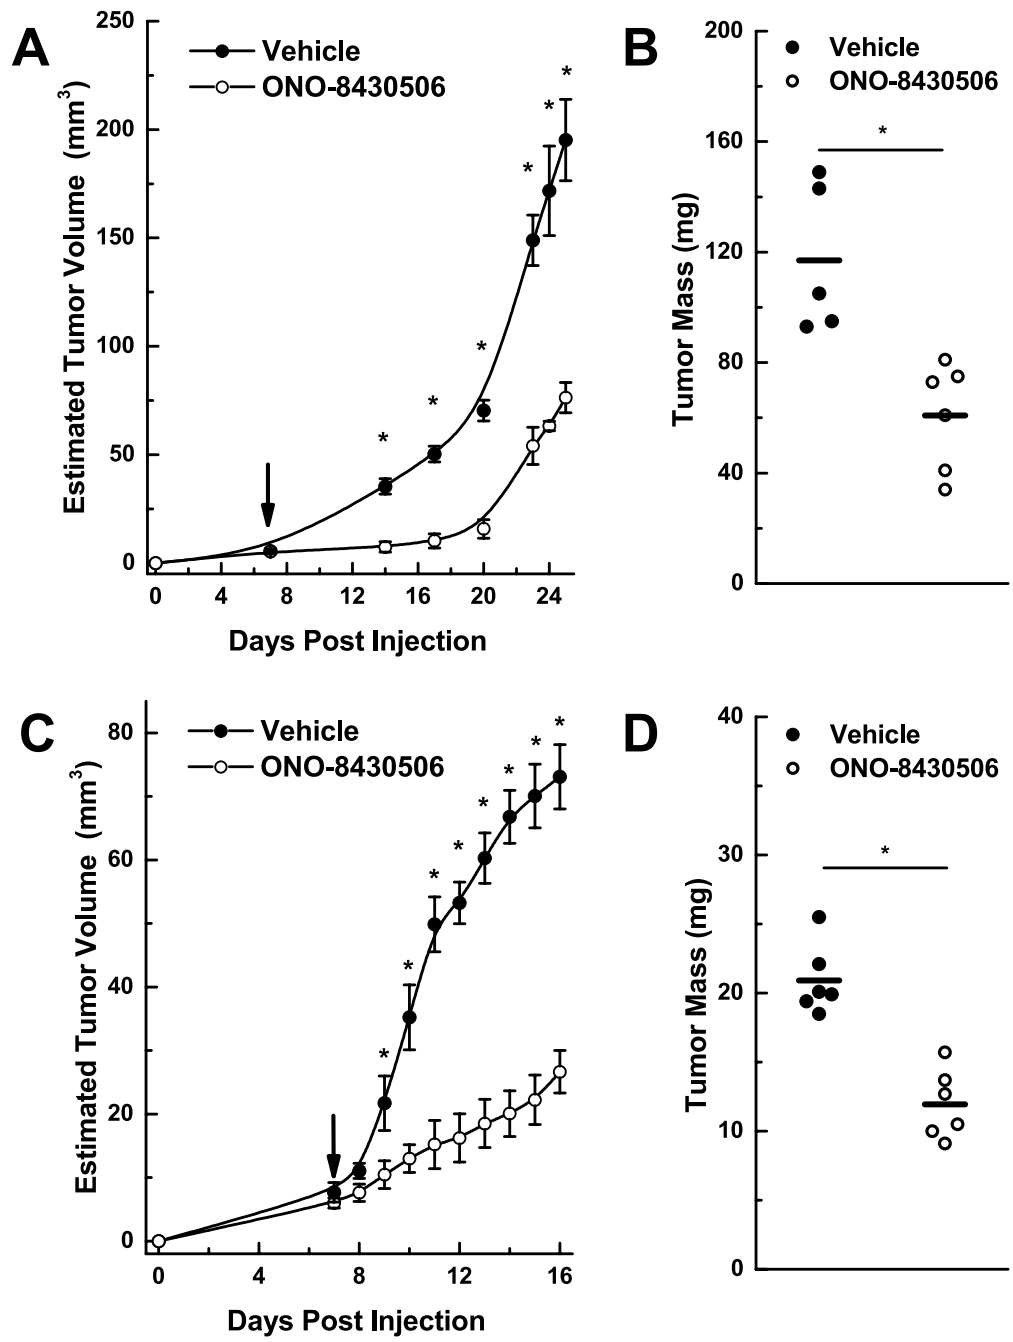 A
Vehicle
ONO-8430506
250
200
150
100
50
0
Estimated Tumor Volume (mm³)
* * * * * *
0 4 8 12 16 20 24
Days Post Injection
B
Vehicle
ONO-8430506
*
200
160
120
80
40
0
Tumor Mass (mg)
C
Vehicle
ONO-8430506
80
60
40
20
0
Estimated Tumor Volume (mm³)
* * * * * * * *
0 4 8 12 16
Days Post Injection
D
Vehicle
ONO-8430506
*
40
30
20
10
0
Tumor Mass (mg)